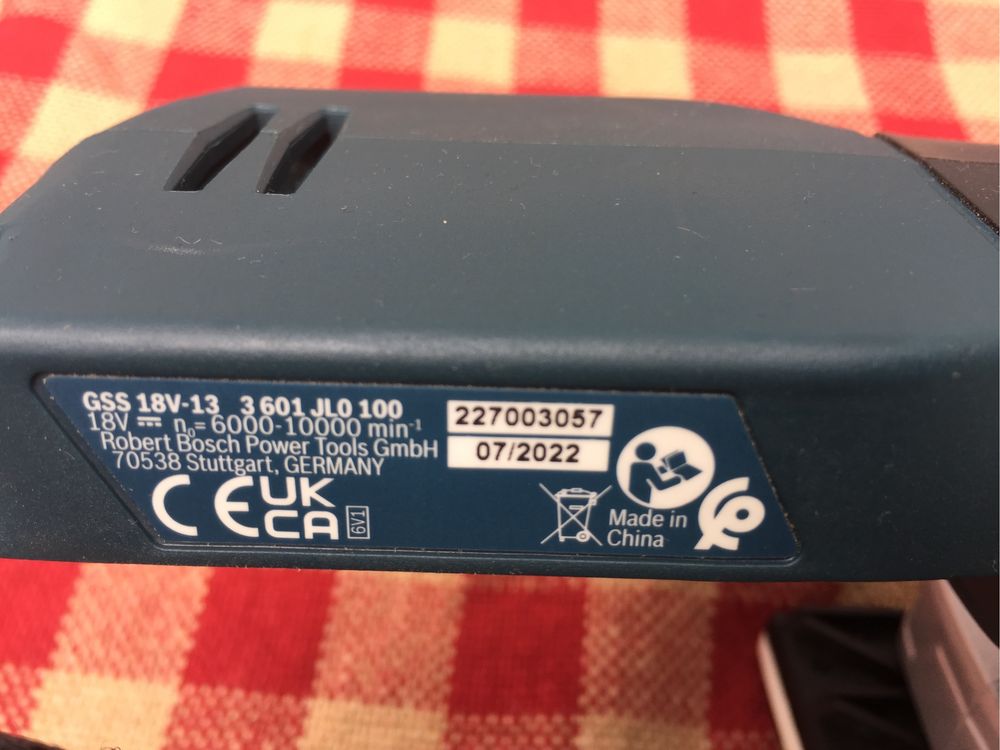 GSS 18V-13 3 601 JL0 100
18V ⎓ n₀= 6000-10000 min⁻¹
Robert Bosch Power Tools GmbH
70538 Stuttgart, GERMANY
227003057
07/2022
CE UK
CA
6V1
Made in
China